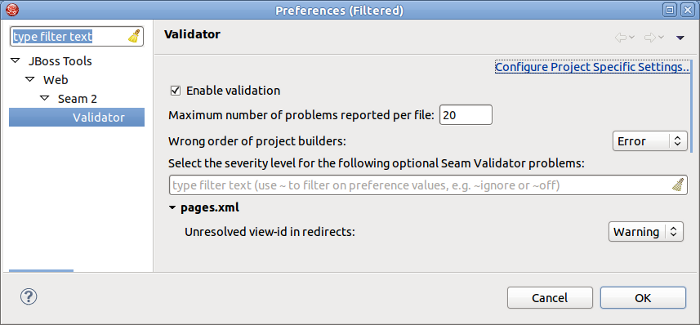 Preferences (Filtered)
type filter text
JBoss Tools
Web
Seam 2
Validator
Validator
Configure Project Specific Settings..
Enable validation
Maximum number of problems reported per file: 20
Wrong order of project builders: Error
Select the severity level for the following optional Seam Validator problems:
type filter text (use ~ to filter on preference values, e.g. ~ignore or ~off)
pages.xml
Unresolved view-id in redirects: Warning
?
Cancel OK